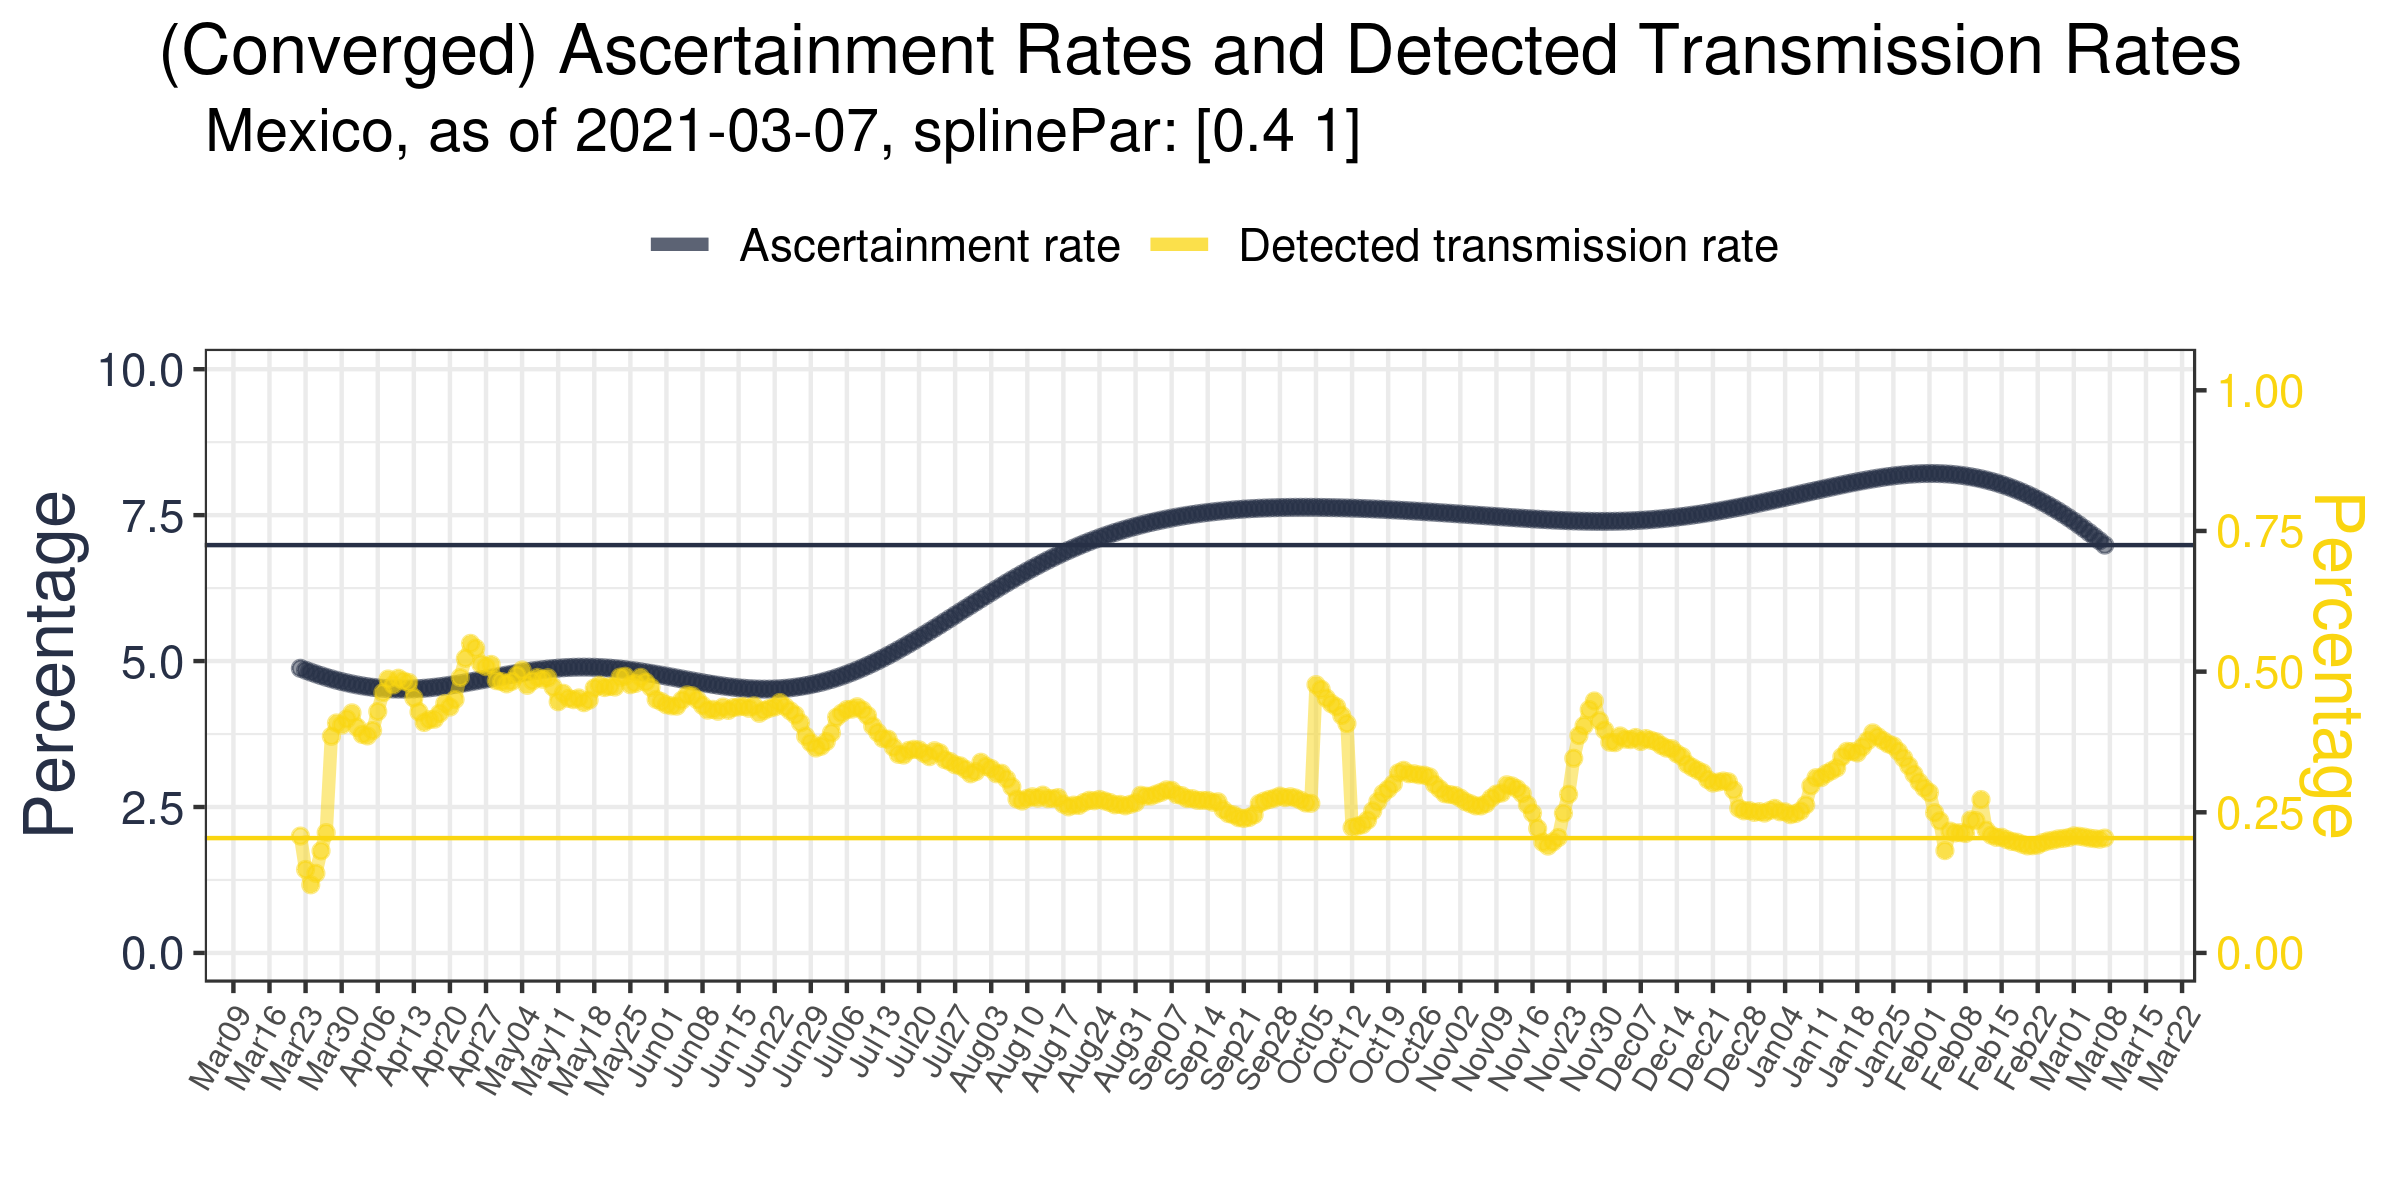 (Converged) Ascertainment Rates and Detected Transmission Rates
Mexico, as of 2021-03-07, splinePar: [0.4 1]
Ascertainment rate
Detected transmission rate
Percentage
10.0
7.5
5.0
2.5
0.0
1.00
0.75
0.50
0.25
0.00
Percentage
Mar09
Mar16
Mar23
Mar30
Apr06
Apr13
Apr20
Apr27
May04
May11
May18
May25
Jun01
Jun08
Jun15
Jun22
Jun29
Jul06
Jul13
Jul20
Jul27
Aug03
Aug10
Aug17
Aug24
Aug31
Sep07
Sep14
Sep21
Sep28
Oct05
Oct12
Oct19
Oct26
Nov02
Nov09
Nov16
Nov23
Nov30
Dec07
Dec14
Dec21
Dec28
Jan04
Jan11
Jan18
Jan25
Feb01
Feb08
Feb15
Feb22
Mar01
Mar08
Mar15
Mar22